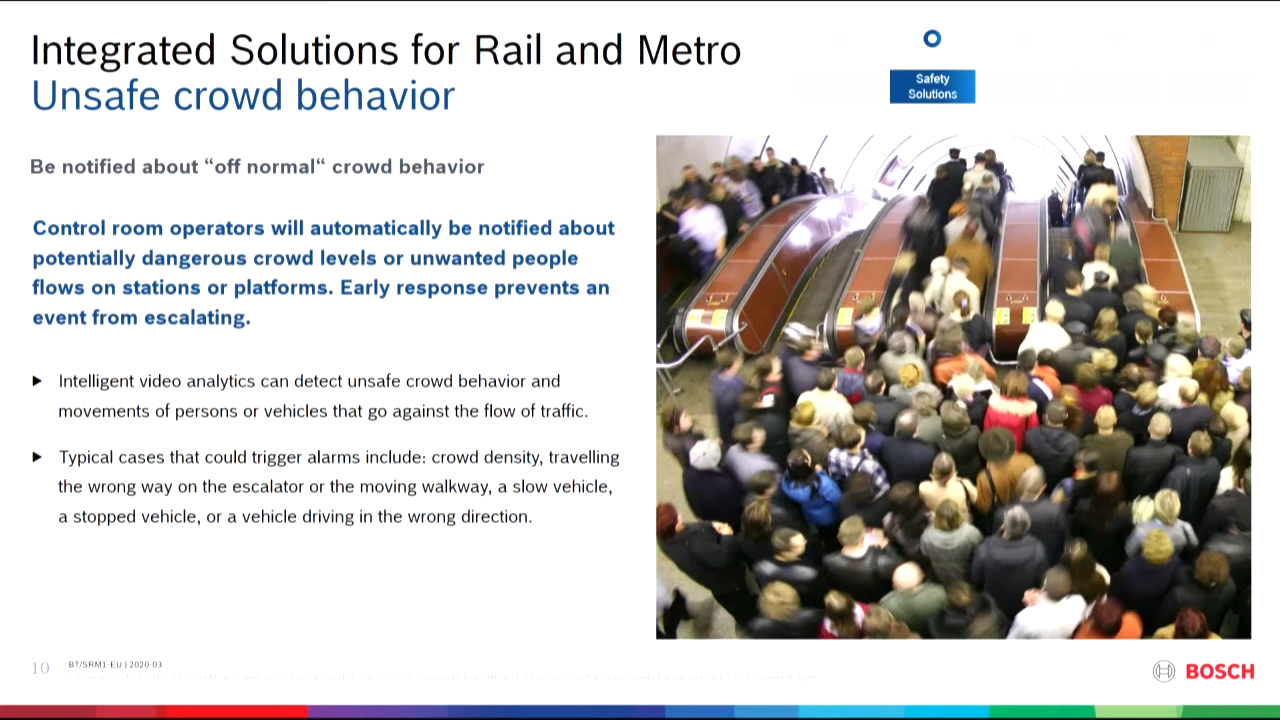 Integrated Solutions for Rail and Metro
Unsafe crowd behavior
Safety
Solutions
Be notified about “off normal“ crowd behavior
Control room operators will automatically be notified about
potentially dangerous crowd levels or unwanted people
flows on stations or platforms. Early response prevents an
event from escalating.
Intelligent video analytics can detect unsafe crowd behavior and
movements of persons or vehicles that go against the flow of traffic.
Typical cases that could trigger alarms include: crowd density, travelling
the wrong way on the escalator or the moving walkway, a slow vehicle,
a stopped vehicle, or a vehicle driving in the wrong direction.
10
BT/SRM1-EU | 2020-03
BOSCH